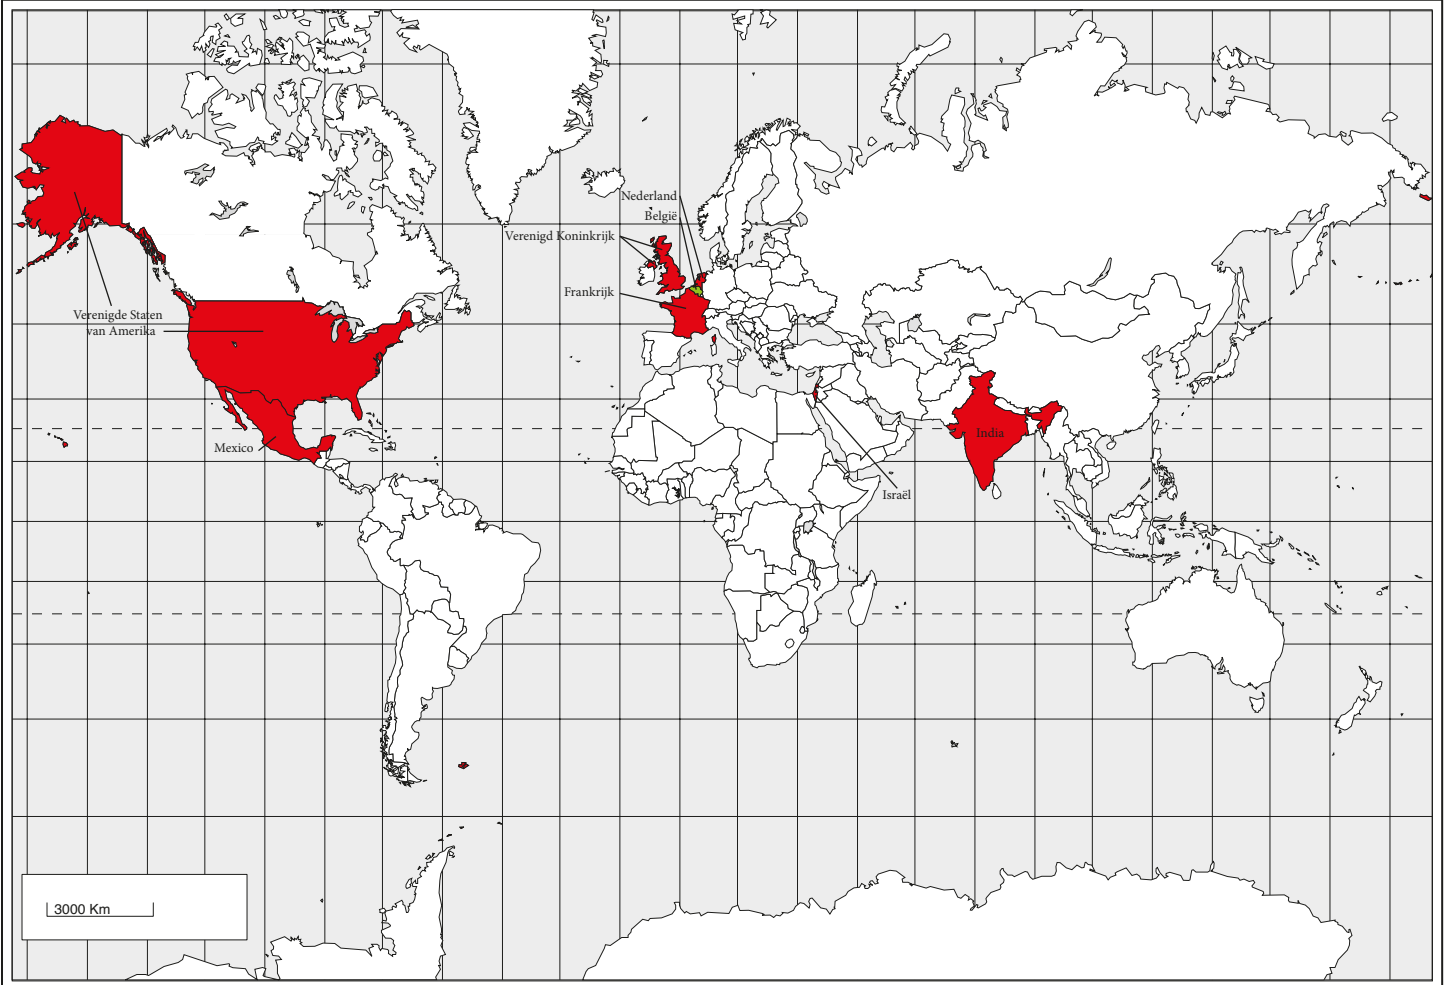 Nederland
België
Verenigd Koninkrijk
Frankrijk
Verenigde Staten
van Amerika
Mexico
India
Israël
3000 Km